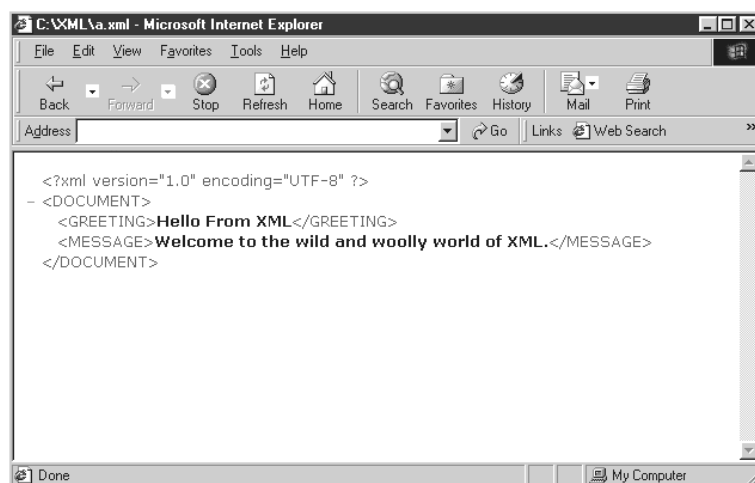 C:\XML\a.xml - Microsoft Internet Explorer
File Edit View Favorites Tools Help
Back Forward Stop Refresh Home Search Favorites History Mail Print
Address Go Links Web Search »
<?xml version="1.0" encoding="UTF-8" ?>
– <DOCUMENT>
<GREETING>Hello From XML</GREETING>
<MESSAGE>Welcome to the wild and woolly world of XML.</MESSAGE>
</DOCUMENT>
Done My Computer